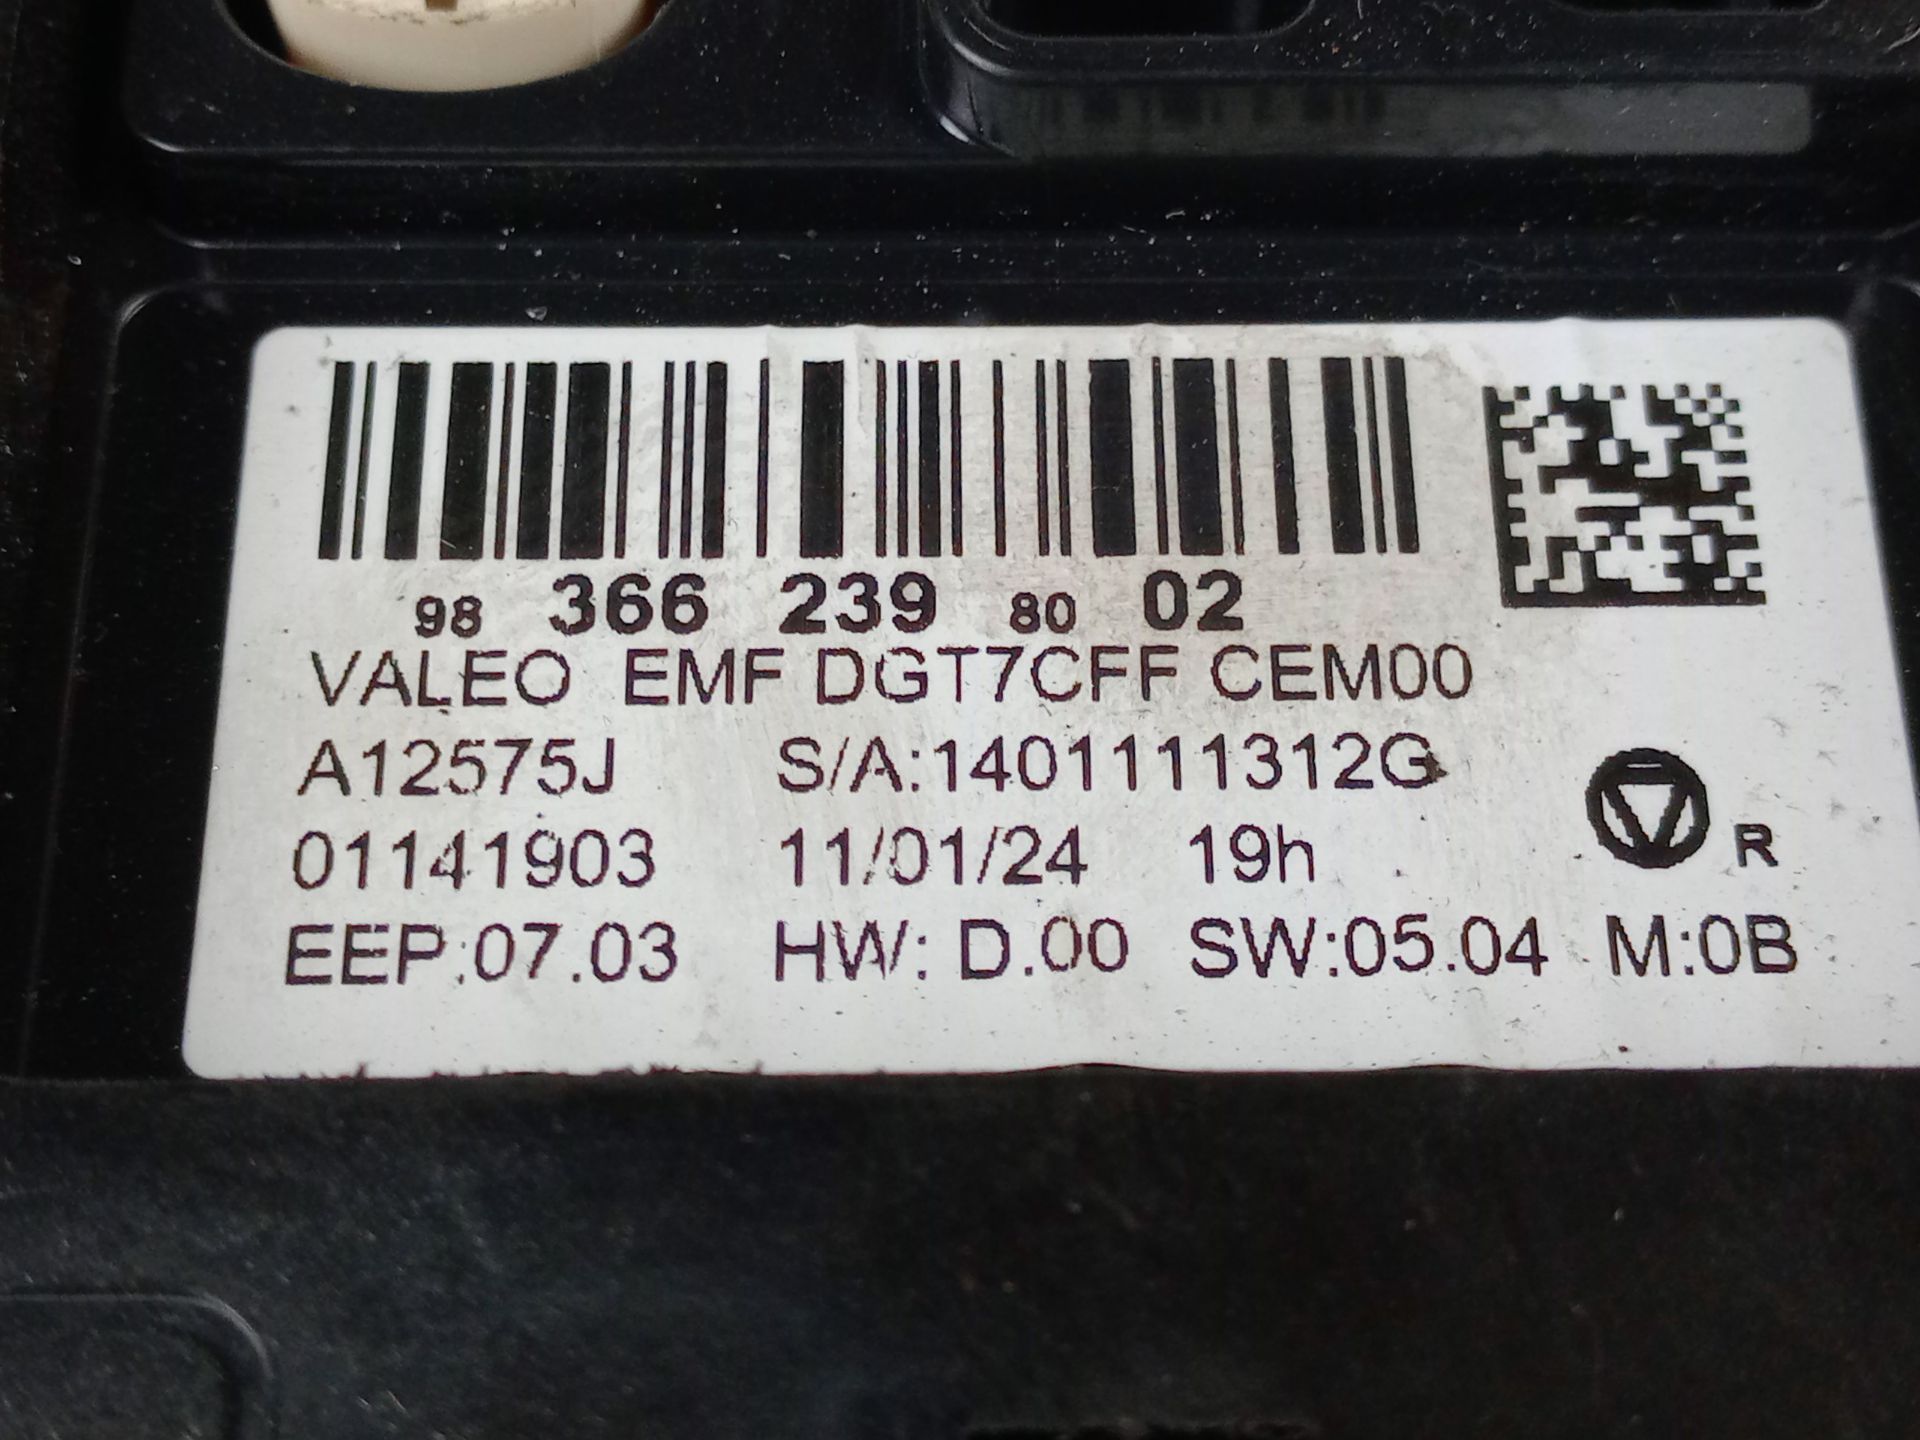 98 366 239 80 02
VALEO EMF DGT7CFF CEM00
A12575J S/A:1401111312G
01141903 11/01/24 19h R
EEP:07.03 HW: D.00 SW:05.04 M:0B